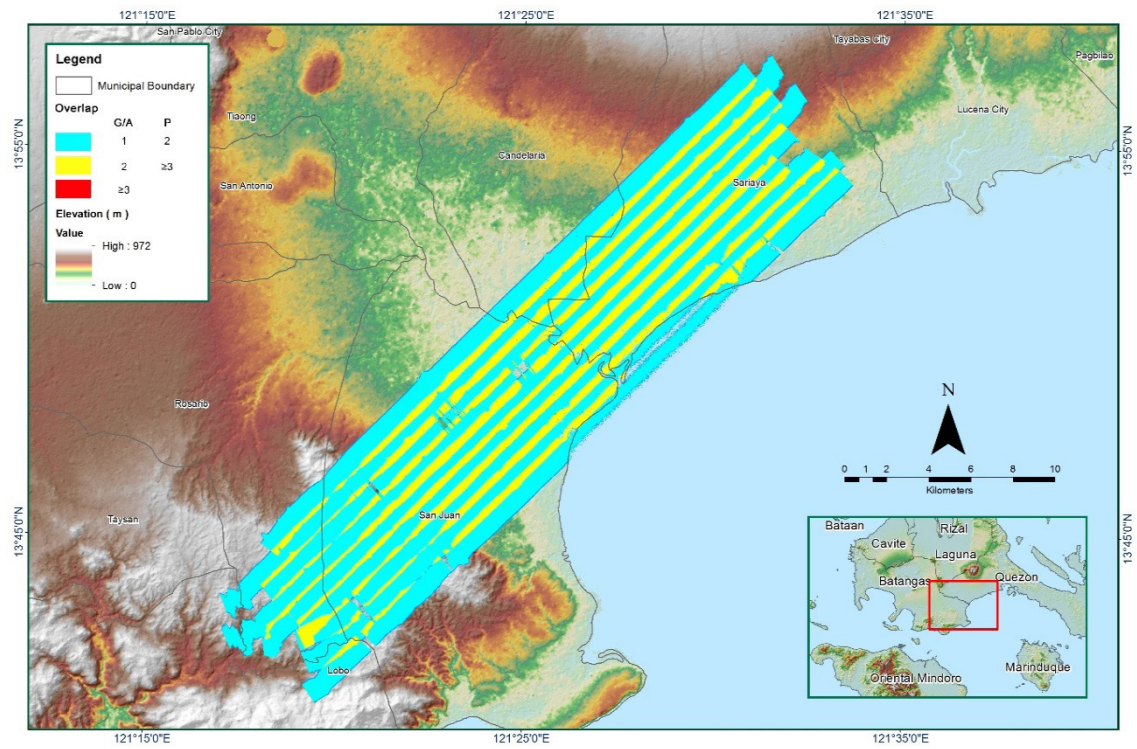 121°15'0"E
121°25'0"E
121°35'0"E
San Pablo City
Tayabas City
Pagbilao
Legend
Municipal Boundary
Overlap
G/A P
1 2
2 ≥3
≥3
Elevation ( m )
Value
High : 972
Low : 0
Tiaong
Lucena City
13°55'0"N
13°55'0"N
Candelaria
San Antonio
Sariaya
Rosario
N
0 1 2 4 6 8 10
Kilometers
Taysan
San Juan
13°45'0"N
13°45'0"N
Bataan
Rizal
Cavite
Laguna
Batangas
Quezon
Marinduque
Oriental Mindoro
Lobo
121°15'0"E
121°25'0"E
121°35'0"E